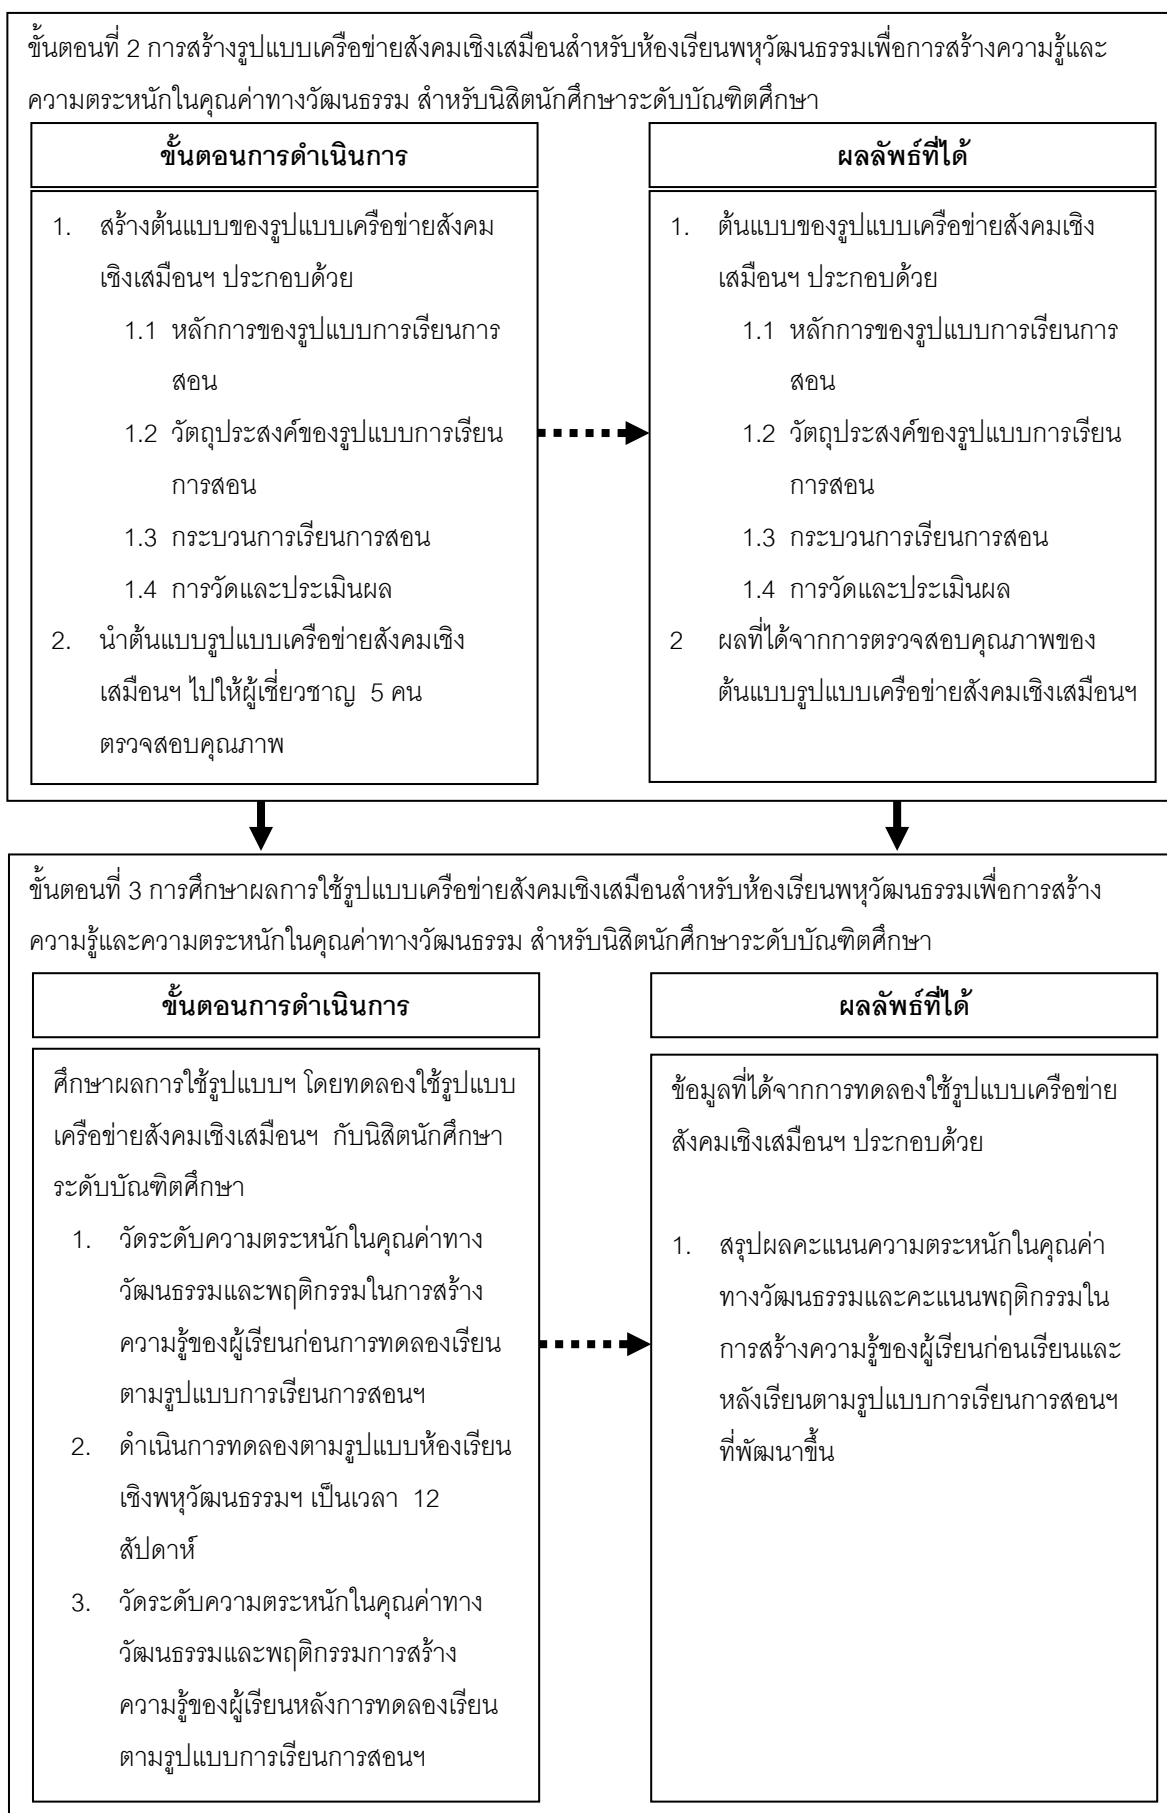 ขั้นตอนที่ 2 การสร้างรูปแบบเครือข่ายสังคมเชิงเสมือนสำหรับห้องเรียนพหุวัฒนธรรมเพื่อการสร้างความรู้และ
ความตระหนักในคุณค่าทางวัฒนธรรม สำหรับนิสิตนักศึกษาระดับบัณฑิตศึกษา
ขั้นตอนการดำเนินการ
1. สร้างต้นแบบของรูปแบบเครือข่ายสังคม
เชิงเสมือนฯ ประกอบด้วย
1.1 หลักการของรูปแบบการเรียนการ
สอน
1.2 วัตถุประสงค์ของรูปแบบการเรียน
การสอน
1.3 กระบวนการเรียนการสอน
1.4 การวัดและประเมินผล
2. นำต้นแบบรูปแบบเครือข่ายสังคมเชิง
เสมือนฯ ไปให้ผู้เชี่ยวชาญ 5 คน
ตรวจสอบคุณภาพ
ผลลัพธ์ที่ได้
1. ต้นแบบของรูปแบบเครือข่ายสังคมเชิง
เสมือนฯ ประกอบด้วย
1.1 หลักการของรูปแบบการเรียนการ
สอน
1.2 วัตถุประสงค์ของรูปแบบการเรียน
การสอน
1.3 กระบวนการเรียนการสอน
1.4 การวัดและประเมินผล
2 ผลที่ได้จากการตรวจสอบคุณภาพของ
ต้นแบบรูปแบบเครือข่ายสังคมเชิงเสมือนฯ
ขั้นตอนที่ 3 การศึกษาผลการใช้รูปแบบเครือข่ายสังคมเชิงเสมือนสำหรับห้องเรียนพหุวัฒนธรรมเพื่อการสร้าง
ความรู้และความตระหนักในคุณค่าทางวัฒนธรรม สำหรับนิสิตนักศึกษาระดับบัณฑิตศึกษา
ขั้นตอนการดำเนินการ
ศึกษาผลการใช้รูปแบบฯ โดยทดลองใช้รูปแบบ
เครือข่ายสังคมเชิงเสมือนฯ กับนิสิตนักศึกษา
ระดับบัณฑิตศึกษา
1. วัดระดับความตระหนักในคุณค่าทาง
วัฒนธรรมและพฤติกรรมในการสร้าง
ความรู้ของผู้เรียนก่อนการทดลองเรียน
ตามรูปแบบการเรียนการสอนฯ
2. ดำเนินการทดลองตามรูปแบบห้องเรียน
เชิงพหุวัฒนธรรมฯ เป็นเวลา 12
สัปดาห์
3. วัดระดับความตระหนักในคุณค่าทาง
วัฒนธรรมและพฤติกรรมการสร้าง
ความรู้ของผู้เรียนหลังการทดลองเรียน
ตามรูปแบบการเรียนการสอนฯ
ผลลัพธ์ที่ได้
ข้อมูลที่ได้จากการทดลองใช้รูปแบบเครือข่าย
สังคมเชิงเสมือนฯ ประกอบด้วย
1. สรุปผลคะแนนความตระหนักในคุณค่า
ทางวัฒนธรรมและคะแนนพฤติกรรมใน
การสร้างความรู้ของผู้เรียนก่อนเรียนและ
หลังเรียนตามรูปแบบการเรียนการสอนฯ
ที่พัฒนาขึ้น